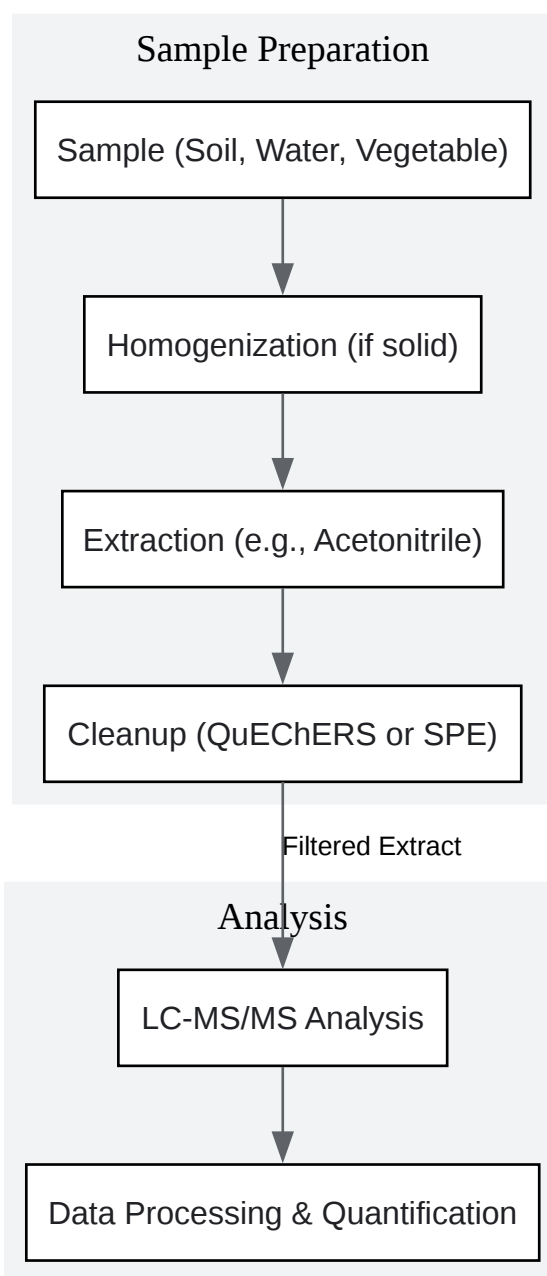 Sample Preparation
Sample (Soil, Water, Vegetable)
Homogenization (if solid)
Extraction (e.g., Acetonitrile)
Cleanup (QuEChERS or SPE)
Filtered Extract
Analysis
LC-MS/MS Analysis
Data Processing & Quantification